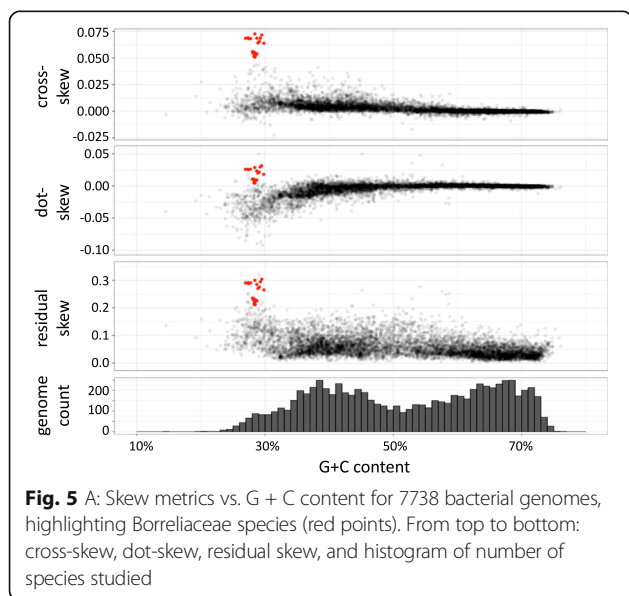 0.075
0.050
0.025
0.000
-0.025
cross-
skew
0.05
0.00
-0.05
-0.10
dot-
skew
0.3
0.2
0.1
0.0
residual
skew
200
100
0
genome
count
10% 30% 50% 70%
G+C content
Fig. 5 A: Skew metrics vs. G + C content for 7738 bacterial genomes,
highlighting Borreliaceae species (red points). From top to bottom:
cross-skew, dot-skew, residual skew, and histogram of number of
species studied